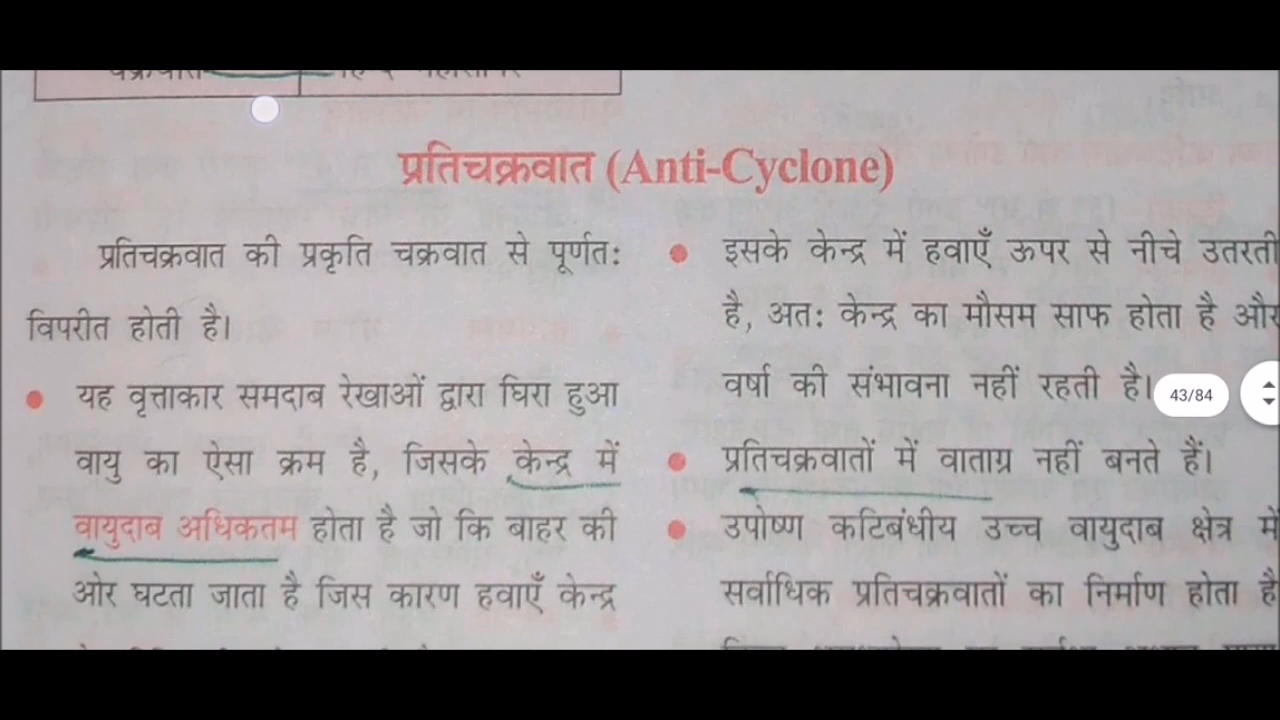 प्रतिचक्रवात (Anti-Cyclone)
प्रतिचक्रवात की प्रकृति चक्रवात से पूर्णतः
विपरीत होती है।
यह वृत्ताकार समदाब रेखाओं द्वारा घिरा हुआ
वायु का ऐसा क्रम है, जिसके केन्द्र में
वायुदाब अधिकतम होता है जो कि बाहर की
ओर घटता जाता है जिस कारण हवाएँ केन्द्र
इसके केन्द्र में हवाएँ ऊपर से नीचे उतरती
है, अतः केन्द्र का मौसम साफ होता है और
वर्षा की संभावना नहीं रहती है।
प्रतिचक्रवातों में वाताग्र नहीं बनते हैं।
उपोष्ण कटिबंधीय उच्च वायुदाब क्षेत्र में
सर्वाधिक प्रतिचक्रवातों का निर्माण होता है
43/84